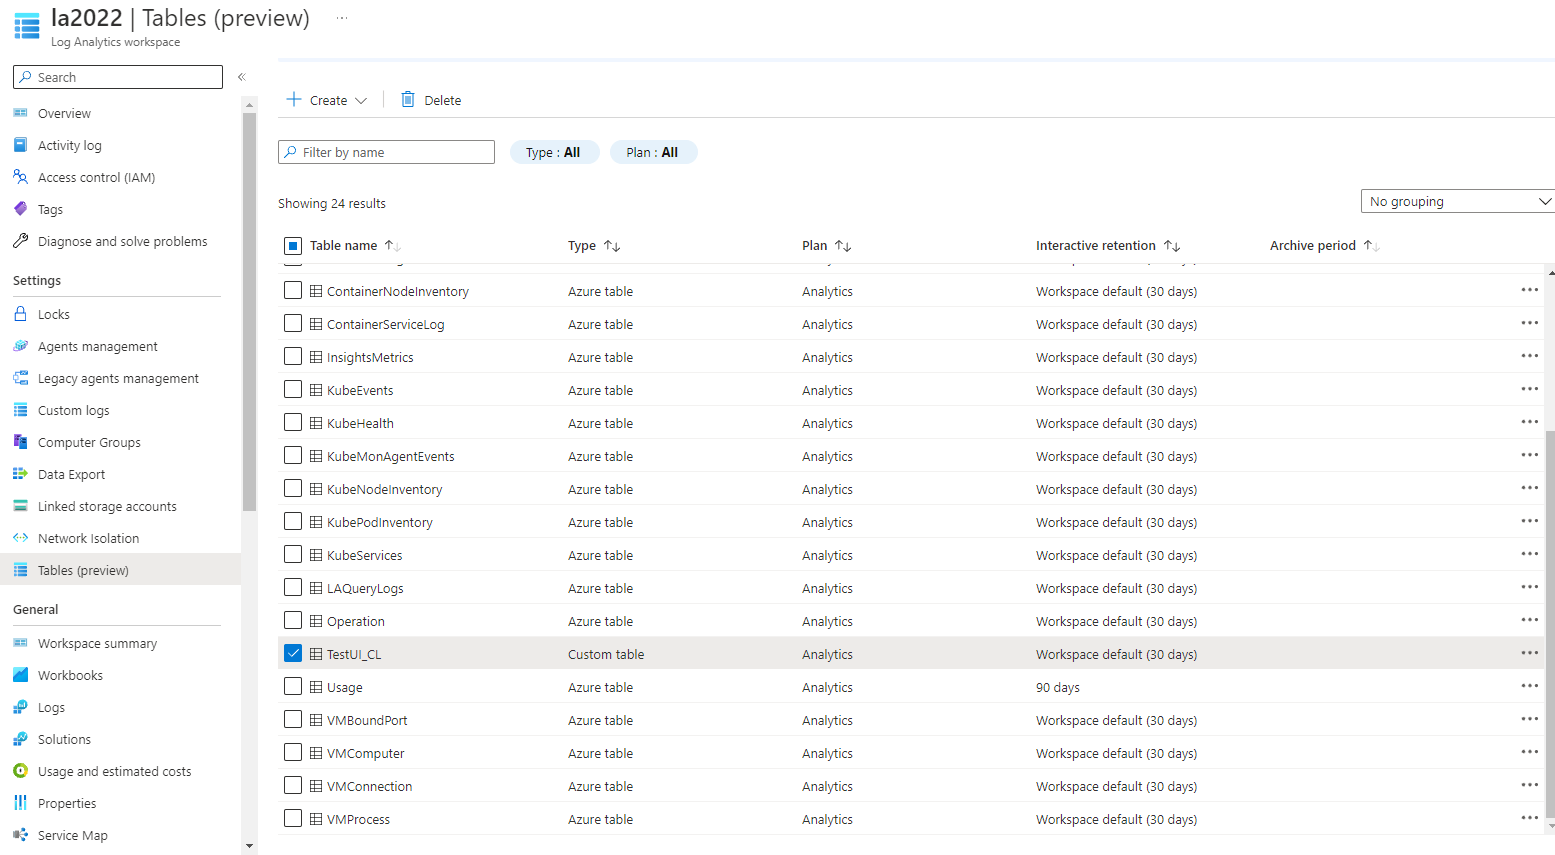 la2022 | Tables (preview) ...
Log Analytics workspace
Search
«
Overview
Activity log
Access control (IAM)
Tags
Diagnose and solve problems
Settings
Locks
Agents management
Legacy agents management
Custom logs
Computer Groups
Data Export
Linked storage accounts
Network Isolation
Tables (preview)
General
Workspace summary
Workbooks
Logs
Solutions
Usage and estimated costs
Properties
Service Map
Create Delete
Filter by name Type : All Plan : All
Showing 24 results No grouping
Table name Type Plan Interactive retention Archive period
ContainerNodeInventory Azure table Analytics Workspace default (30 days)
ContainerServiceLog Azure table Analytics Workspace default (30 days)
InsightsMetrics Azure table Analytics Workspace default (30 days)
KubeEvents Azure table Analytics Workspace default (30 days)
KubeHealth Azure table Analytics Workspace default (30 days)
KubeMonAgentEvents Azure table Analytics Workspace default (30 days)
KubeNodeInventory Azure table Analytics Workspace default (30 days)
KubePodInventory Azure table Analytics Workspace default (30 days)
KubeServices Azure table Analytics Workspace default (30 days)
LAQueryLogs Azure table Analytics Workspace default (30 days)
Operation Azure table Analytics Workspace default (30 days)
TestUI_CL Custom table Analytics Workspace default (30 days)
Usage Azure table Analytics 90 days
VMBoundPort Azure table Analytics Workspace default (30 days)
VMComputer Azure table Analytics Workspace default (30 days)
VMConnection Azure table Analytics Workspace default (30 days)
VMProcess Azure table Analytics Workspace default (30 days)